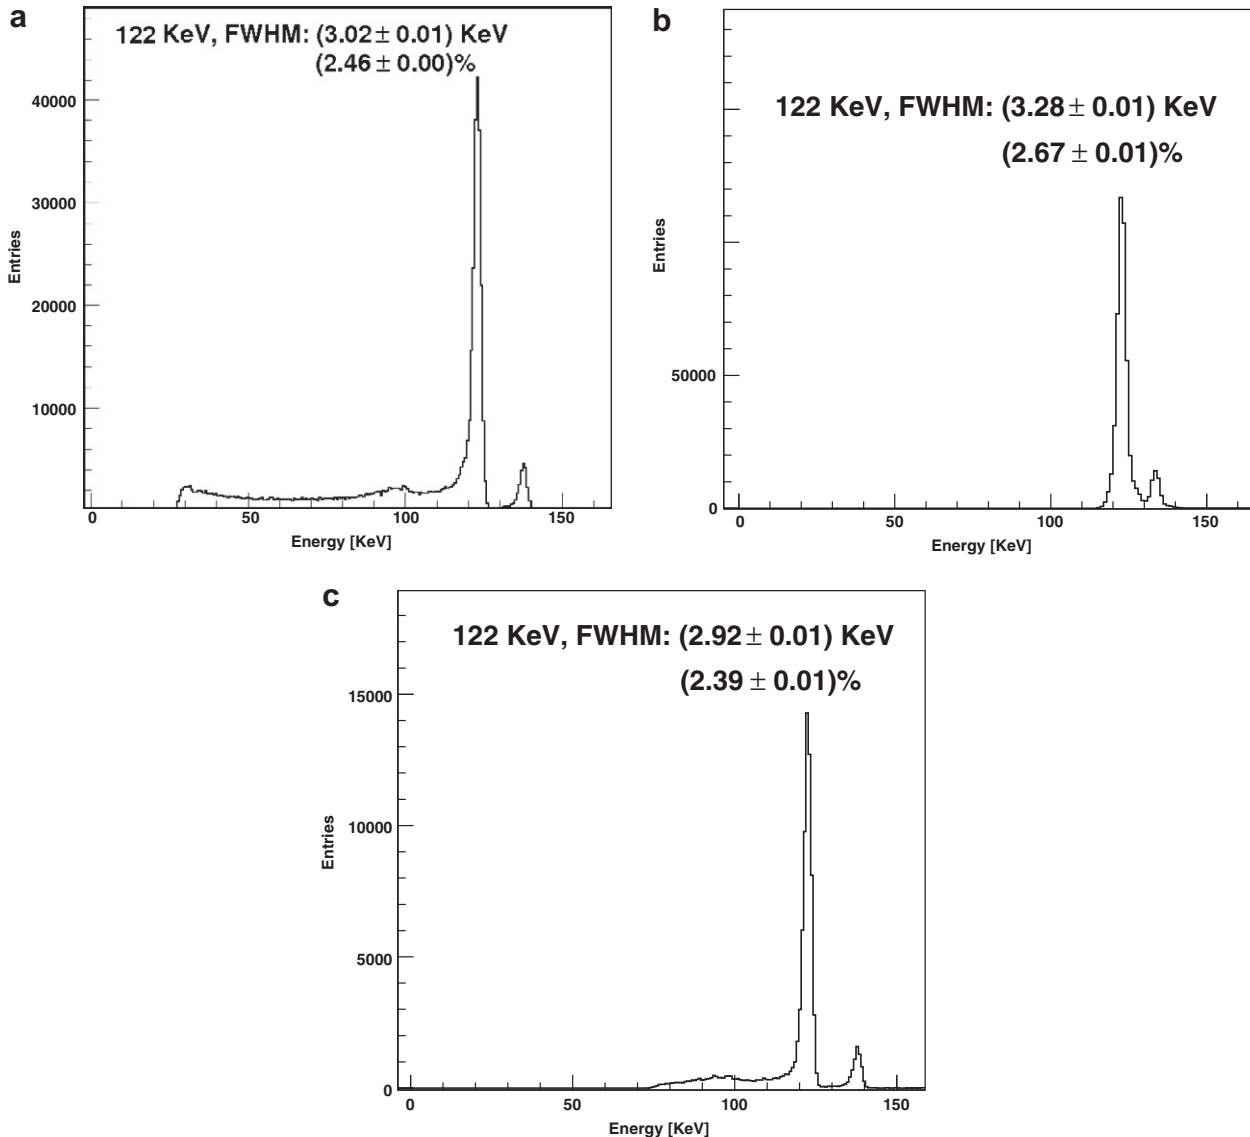 a
122 KeV, FWHM: (3.02 ± 0.01) KeV
(2.46 ± 0.00)%
40000
30000
20000
10000
Entries
0 50 100 150
Energy [KeV]
b
122 KeV, FWHM: (3.28 ± 0.01) KeV
(2.67 ± 0.01)%
50000
0
Entries
0 50 100 150
Energy [KeV]
c
122 KeV, FWHM: (2.92 ± 0.01) KeV
(2.39 ± 0.01)%
15000
10000
5000
0
Entries
0 50 100 150
Energy [KeV]